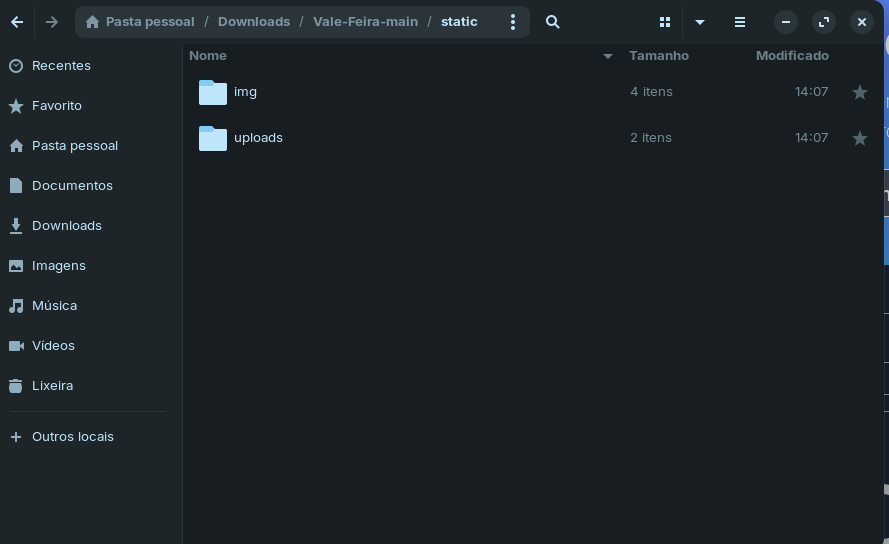 Pasta pessoal / Downloads / Vale-Feira-main / static
Recentes
Favorito
Pasta pessoal
Documentos
Downloads
Imagens
Música
Vídeos
Lixeira
Outros locais
Nome Tamanho Modificado
img 4 itens 14:07
uploads 2 itens 14:07